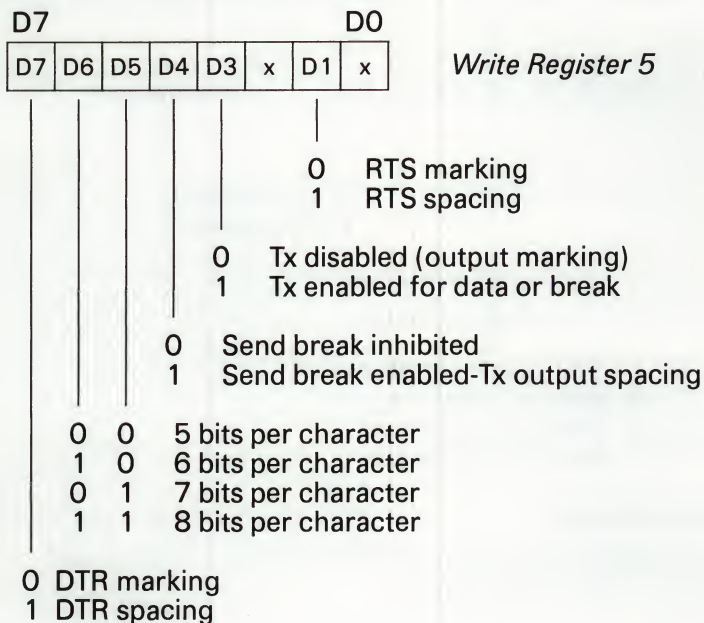 D7 D0
D7 D6 D5 D4 D3 x D1 x Write Register 5
0 RTS marking
1 RTS spacing
0 Tx disabled (output marking)
1 Tx enabled for data or break
0 Send break inhibited
1 Send break enabled-Tx output spacing
0 0 5 bits per character
1 0 6 bits per character
0 1 7 bits per character
1 1 8 bits per character
0 DTR marking
1 DTR spacing